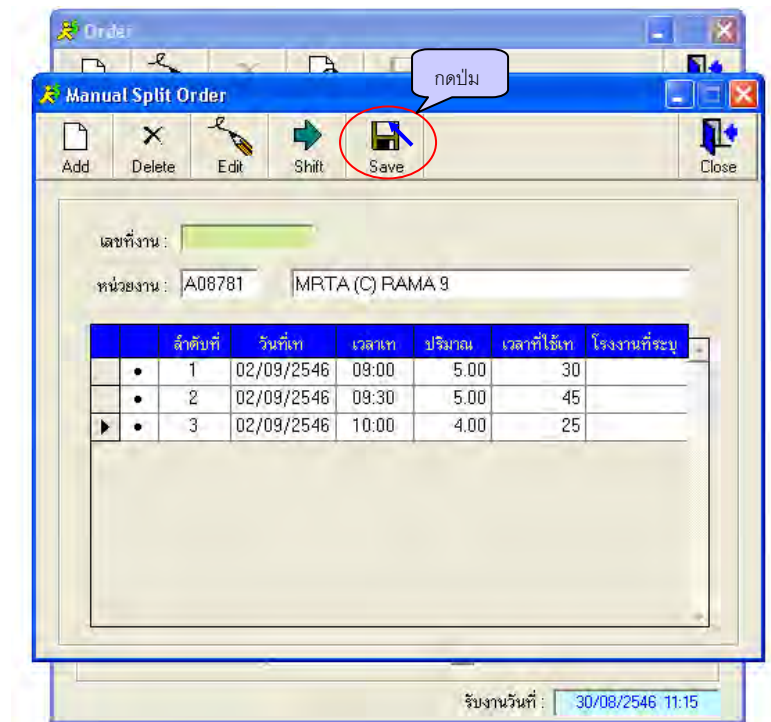 Order
กดปุ่ม
Manual Split Order
Add Delete Edit Shift Save Close
เลขที่งาน :
หน่วยงาน : A08781 MRTA (C) RAMA 9
ลำดับที่ วันที่เท เวลาเท ปริมาณ เวลาที่ใช้เท โรงงานที่ระบุ
1 02/09/2546 09:00 5.00 30
2 02/09/2546 09:30 5.00 45
3 02/09/2546 10:00 4.00 25
รับงานวันที่ : 30/08/2546 11:15